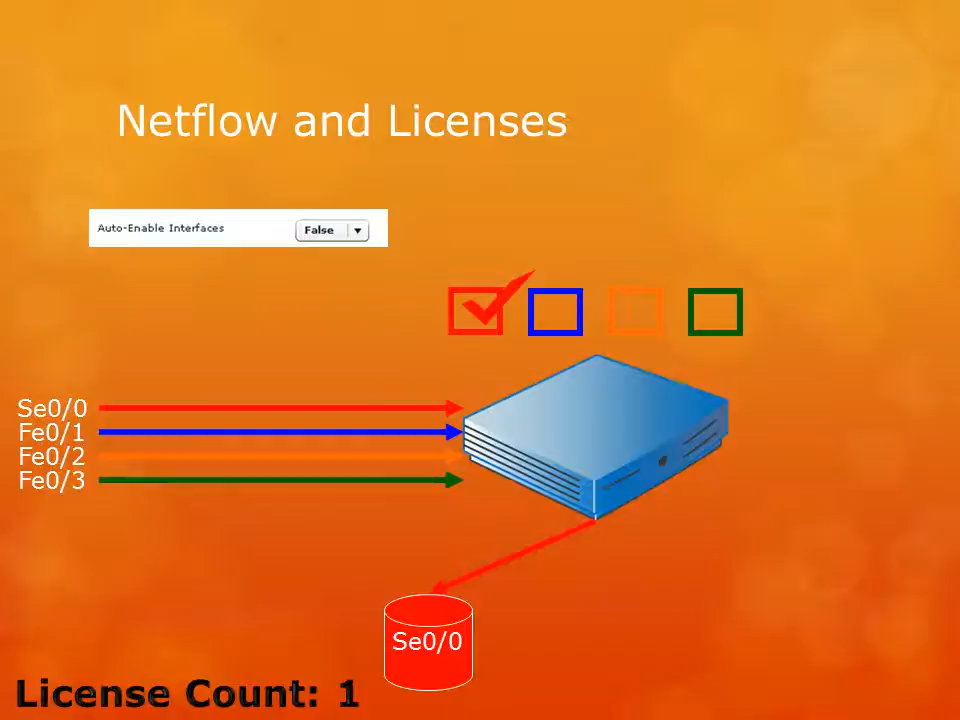 Netflow and Licenses
Auto-Enable Interfaces False
Se0/0
Fe0/1
Fe0/2
Fe0/3
Se0/0
License Count: 1